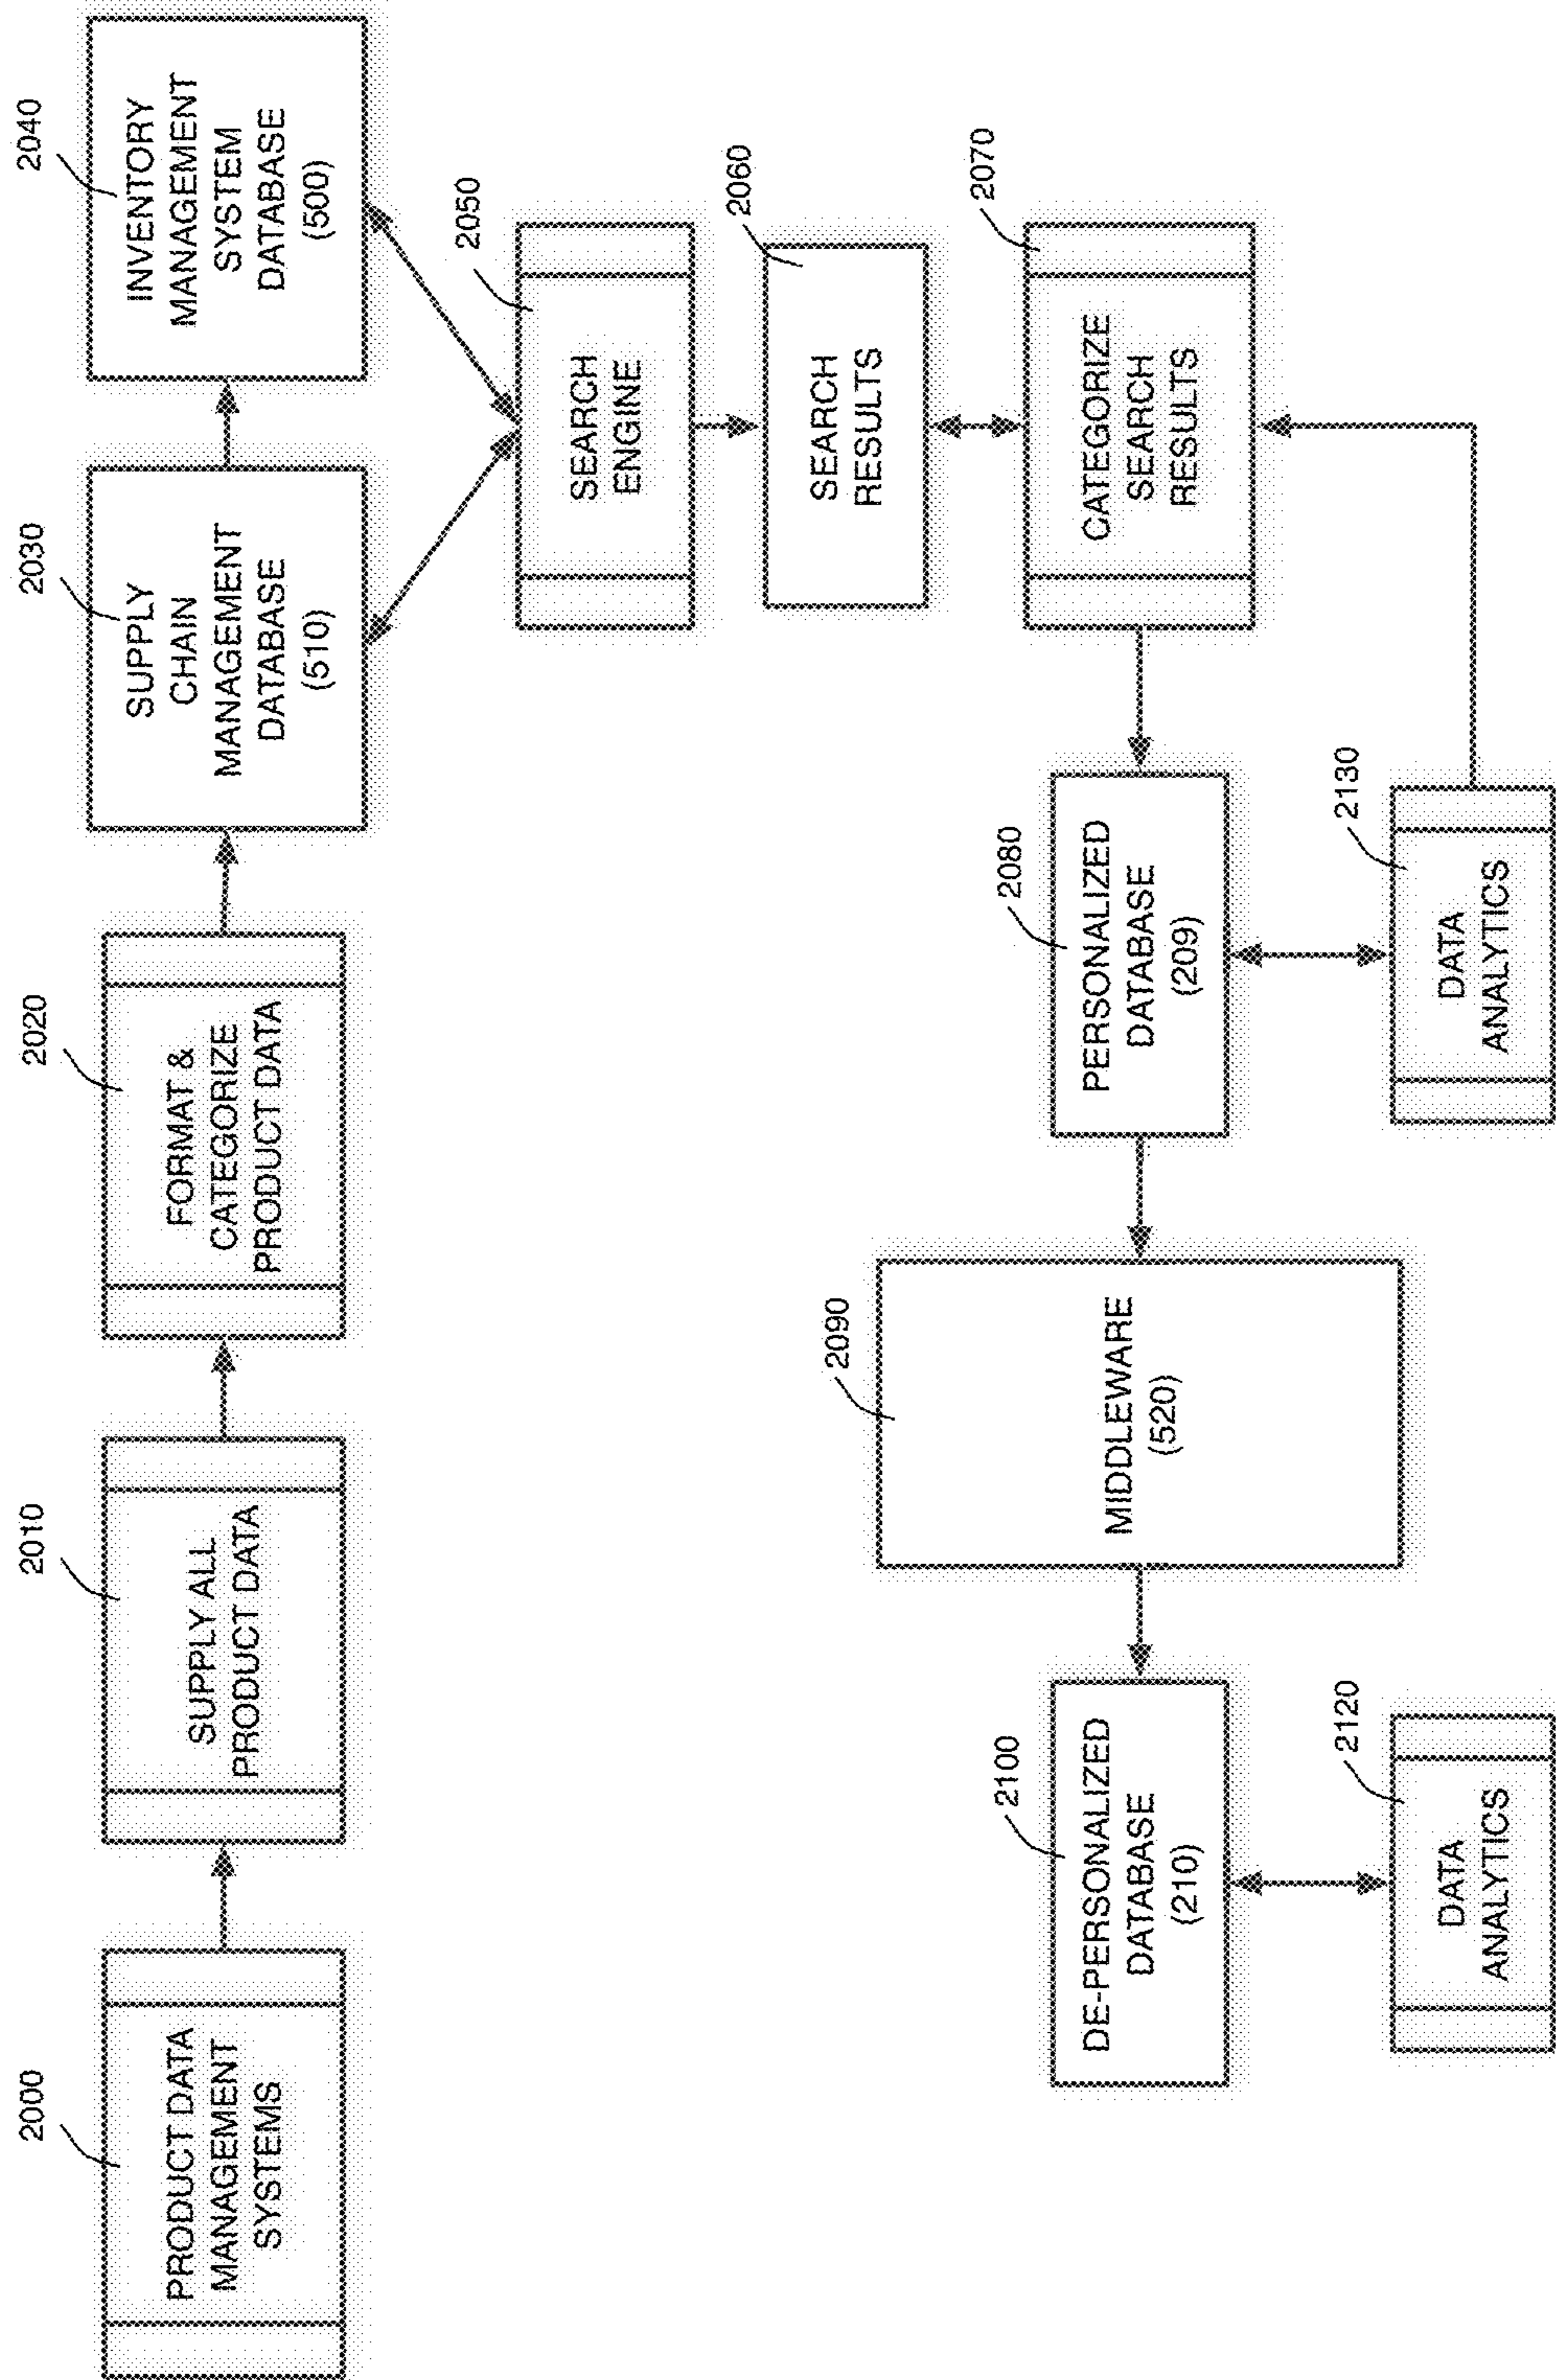 2000
PRODUCT DATA
MANAGEMENT
SYSTEMS
2010
SUPPLY ALL
PRODUCT DATA
2020
FORMAT &
CATEGORIZE
PRODUCT DATA
2030
SUPPLY
CHAIN
MANAGEMENT
DATABASE
(510)
2040
INVENTORY
MANAGEMENT
SYSTEM
DATABASE
(500)
2050
SEARCH
ENGINE
2060
SEARCH
RESULTS
2070
CATEGORIZE
SEARCH
RESULTS
2080
PERSONALIZED
DATABASE
(209)
2090
MIDDLEWARE
(520)
2100
DE-PERSONALIZED
DATABASE
(210)
2120
DATA
ANALYTICS
2130
DATA
ANALYTICS